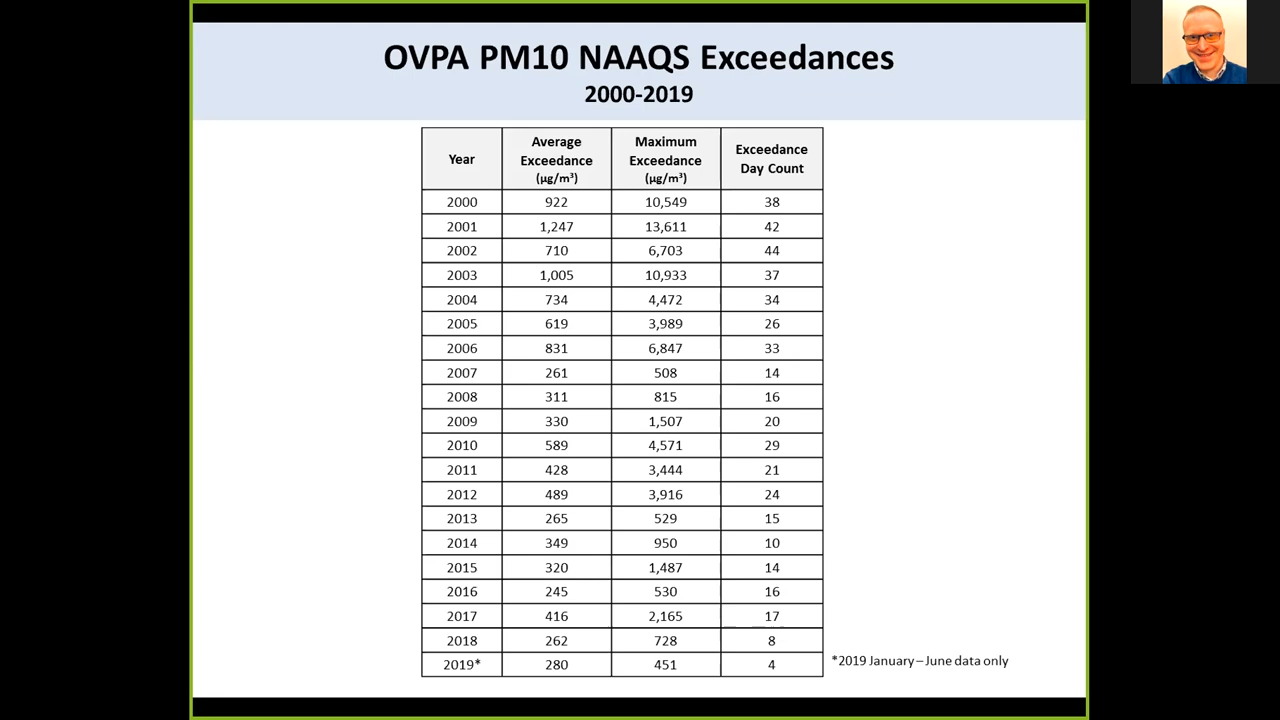 OVPA PM10 NAAQS Exceedances
2000-2019
Year Average Exceedance (µg/m³) Maximum Exceedance (µg/m³) Exceedance Day Count
2000 922 10,549 38
2001 1,247 13,611 42
2002 710 6,703 44
2003 1,005 10,933 37
2004 734 4,472 34
2005 619 3,989 26
2006 831 6,847 33
2007 261 508 14
2008 311 815 16
2009 330 1,507 20
2010 589 4,571 29
2011 428 3,444 21
2012 489 3,916 24
2013 265 529 15
2014 349 950 10
2015 320 1,487 14
2016 245 530 16
2017 416 2,165 17
2018 262 728 8
2019* 280 451 4
*2019 January – June data only